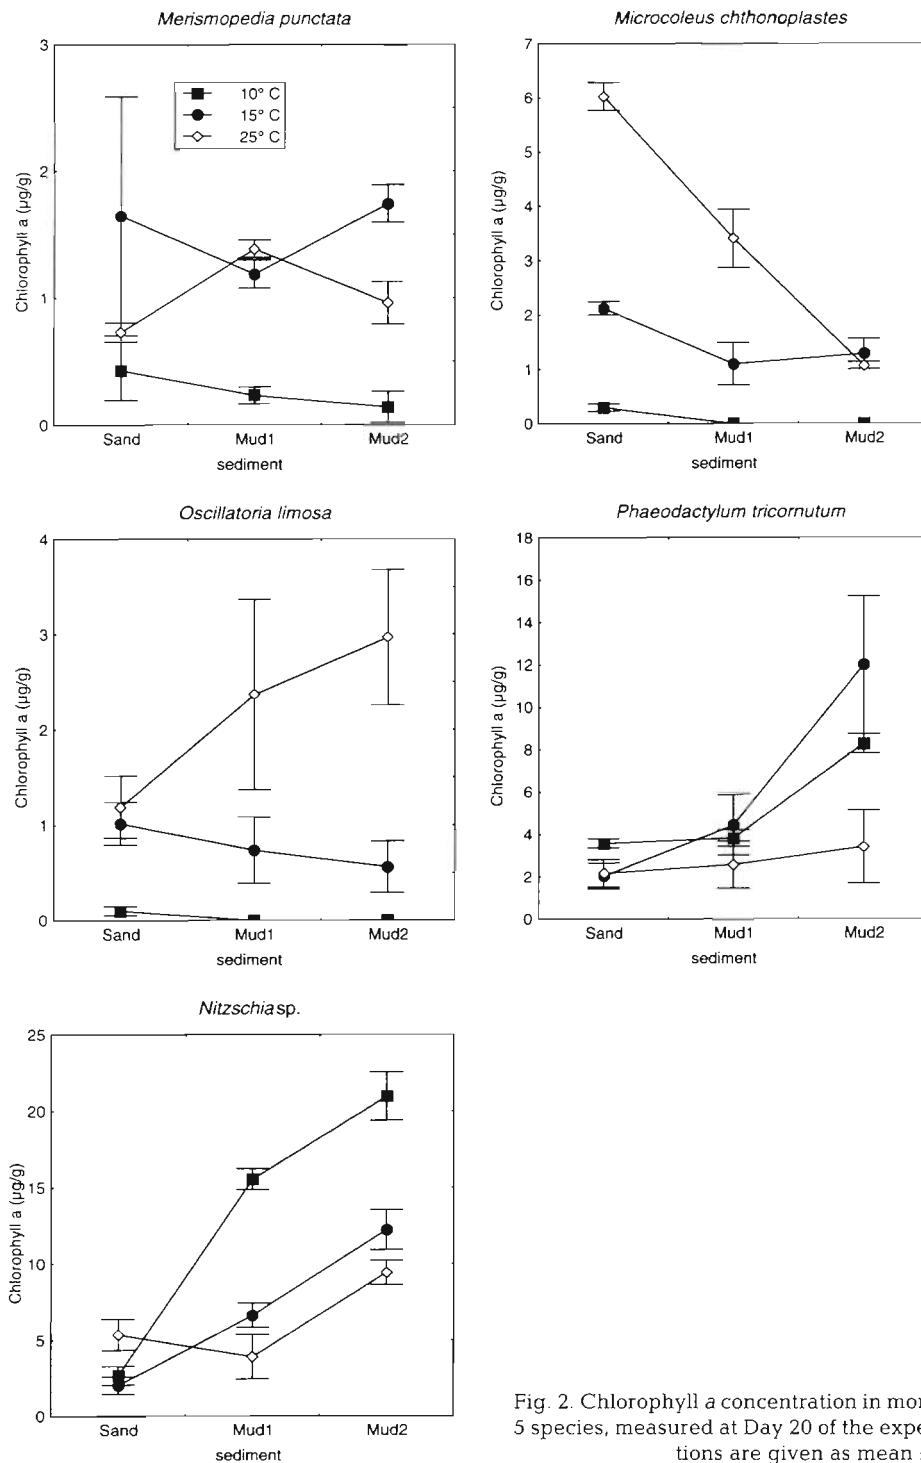 Merismopedia punctata
3
2
1
0
Chlorophyll a (µg/g)
10° C
15° C
25° C
Sand Mud1 Mud2
sediment
Microcoleus chthonoplastes
7
6
5
4
3
2
1
0
Chlorophyll a (µg/g)
Sand Mud1 Mud2
sediment
Oscillatoria limosa
4
3
2
1
0
Chlorophyll a (µg/g)
Sand Mud1 Mud2
sediment
Phaeodactylum tricornutum
18
16
14
12
10
8
6
4
2
0
Chlorophyll a (µg/g)
Sand Mud1 Mud2
sediment
Nitzschia sp.
25
20
15
10
5
0
Chlorophyll a (µg/g)
Sand Mud1 Mud2
sediment
Fig. 2. Chlorophyll a concentration in
5 species, measured at Day 20 of the
tions are given as mean